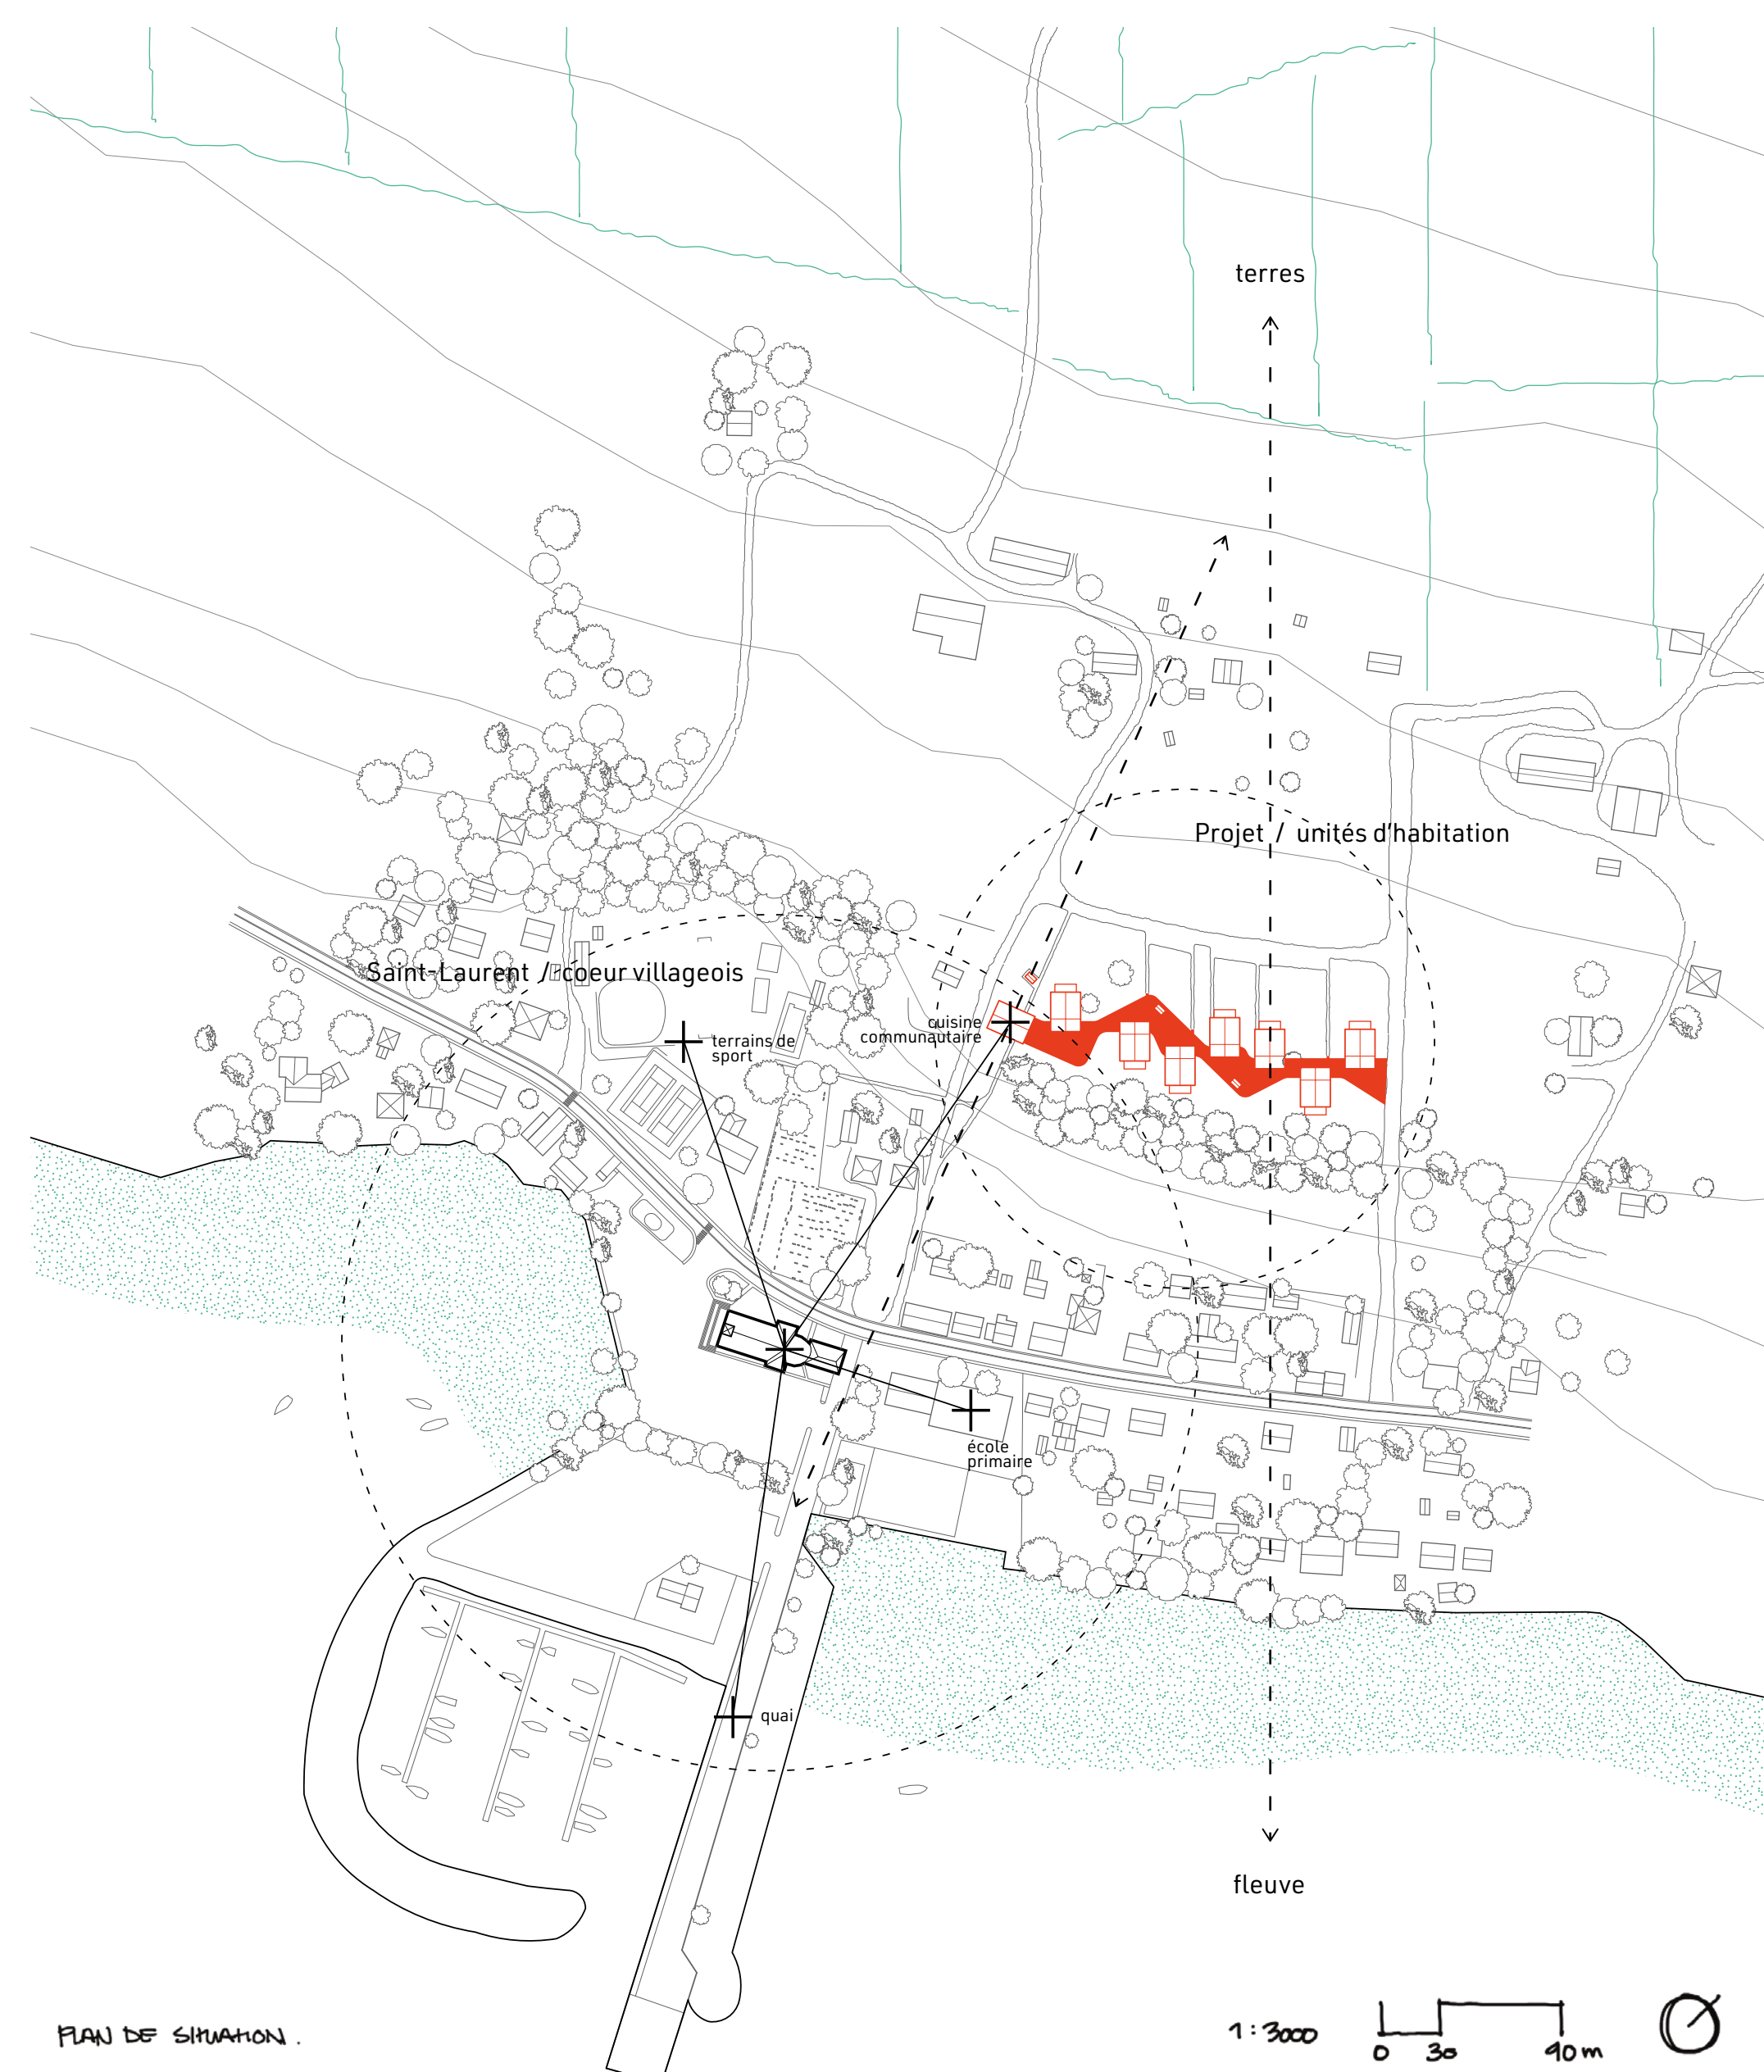 terres
Projet / unités d'habitation
Saint-Laurent / coeur villageois
cuisine
communautaire
terrains de
sport
école
primaire
quai
fleuve
PLAN DE SITUATION.
1:3000
0 30 90 m